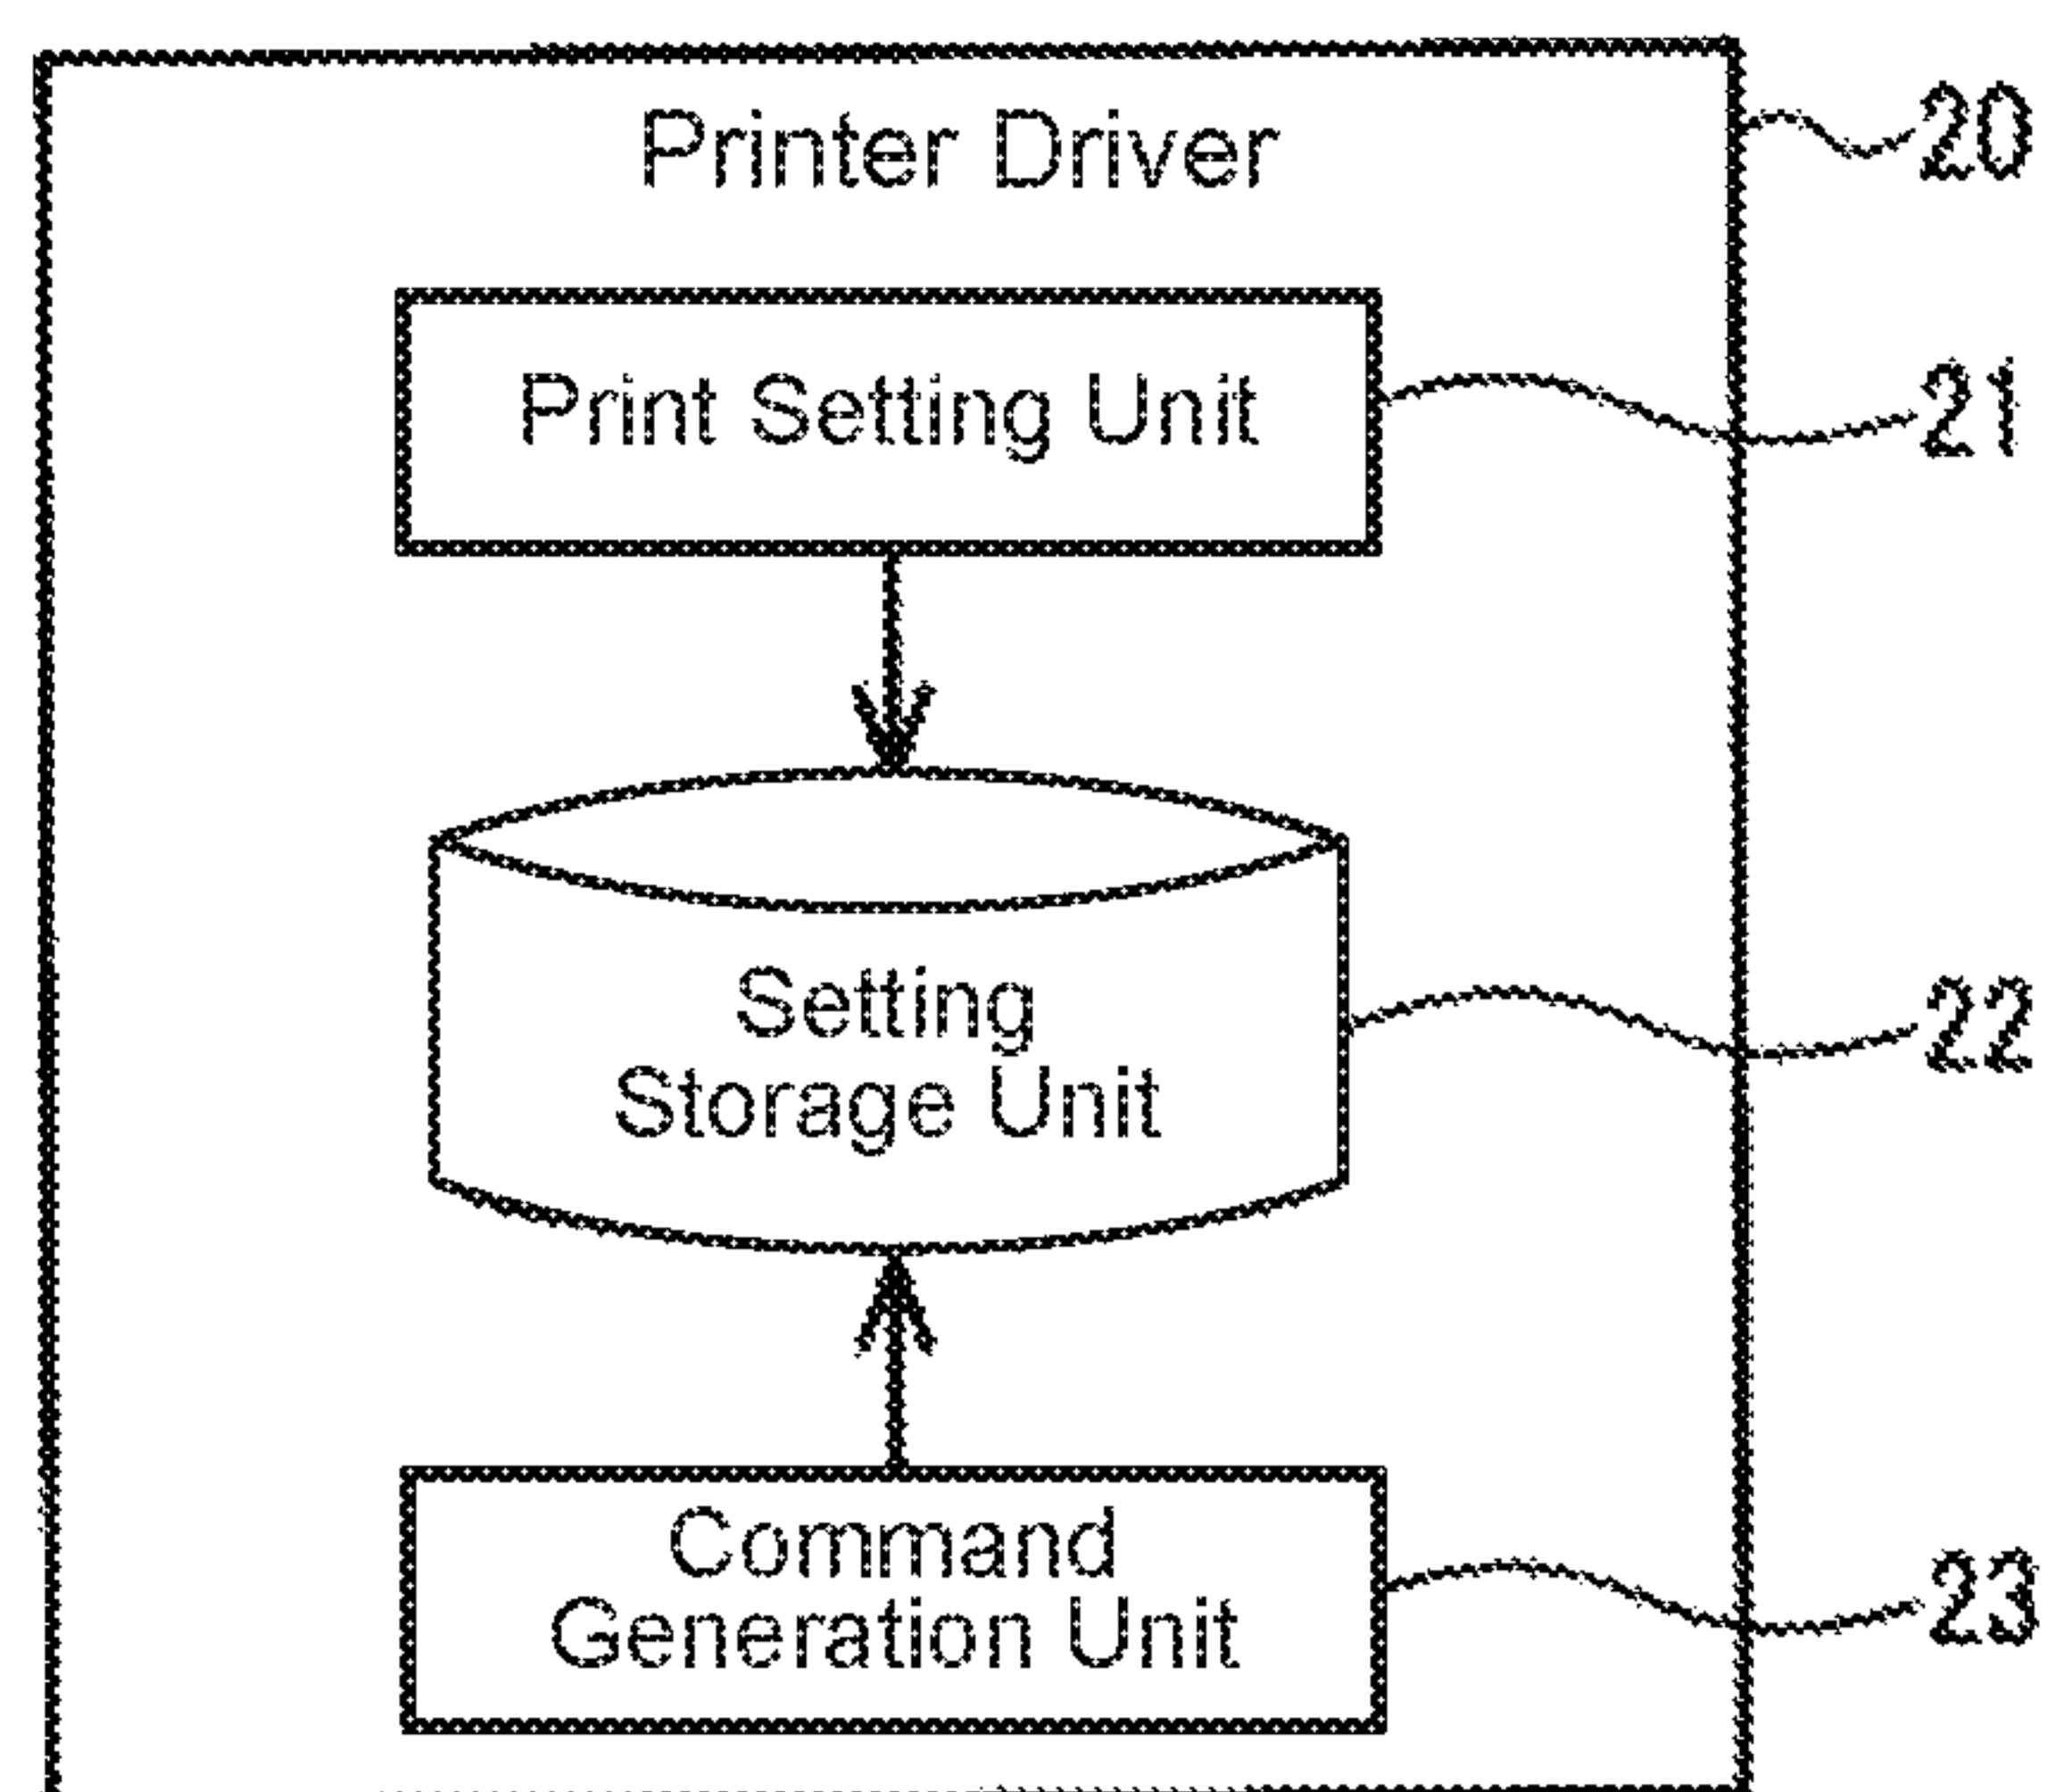 Printer Driver
20
Print Setting Unit
21
Setting
Storage Unit
22
Command
Generation Unit
23